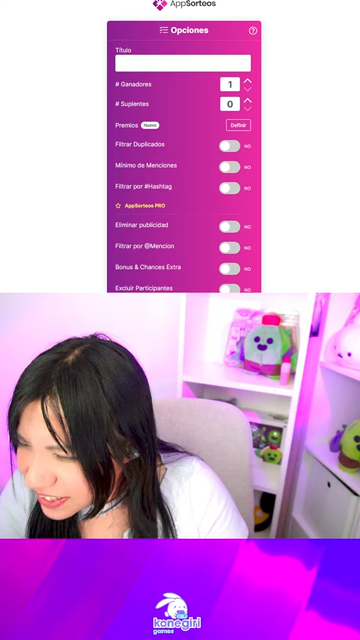 AppSorteos
Opciones
Título
# Ganadores 1
# Suplentes 0
Premios Nuevo Definir
Filtrar Duplicados NO
Mínimo de Menciones NO
Filtrar por #Hashtag NO
AppSorteos PRO
Eliminar publicidad NO
Filtrar por @Mencion NO
Bonus & Chances Extra NO
Excluir Participantes NO
konegiri
games